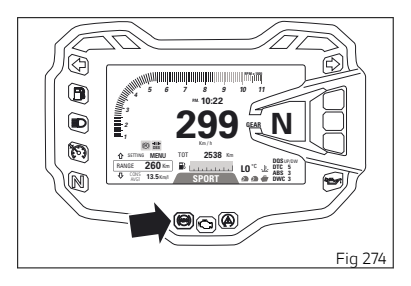 RPM x 1000
4 5 6 7 8 9 10 11
3
2
1
PM 10:22
299
Km/h
GEAR
N
SETTING MENU
TOT 2538 Km
RANGE 260 Km
CONS. AVG 13.5 Km/l
SPORT
LO °C
DQS UP/DW
DTC 5
ABS 3
DWC 3
N
Fig 274